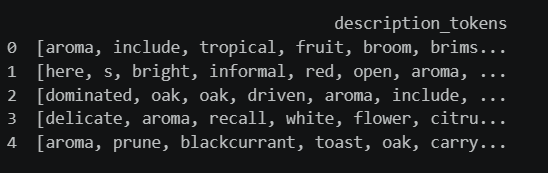 description_tokens
0 [aroma, include, tropical, fruit, broom, brims...
1 [here, s, bright, informal, red, open, aroma, ...
2 [dominated, oak, oak, driven, aroma, include, ...
3 [delicate, aroma, recall, white, flower, citru...
4 [aroma, prune, blackcurrant, toast, oak, carry...